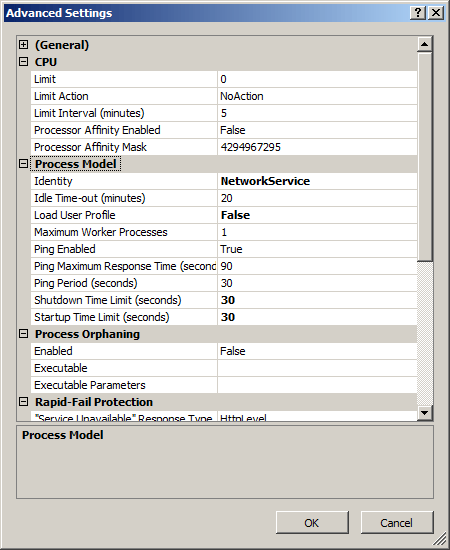 Advanced Settings
(General)
CPU
Limit 0
Limit Action NoAction
Limit Interval (minutes) 5
Processor Affinity Enabled False
Processor Affinity Mask 4294967295
Process Model
Identity NetworkService
Idle Time-out (minutes) 20
Load User Profile False
Maximum Worker Processes 1
Ping Enabled True
Ping Maximum Response Time (second 90
Ping Period (seconds) 30
Shutdown Time Limit (seconds) 30
Startup Time Limit (seconds) 30
Process Orphaning
Enabled False
Executable
Executable Parameters
Rapid-Fail Protection
"Service Unavailable" Response Type HttpLevel
Process Model
OK Cancel